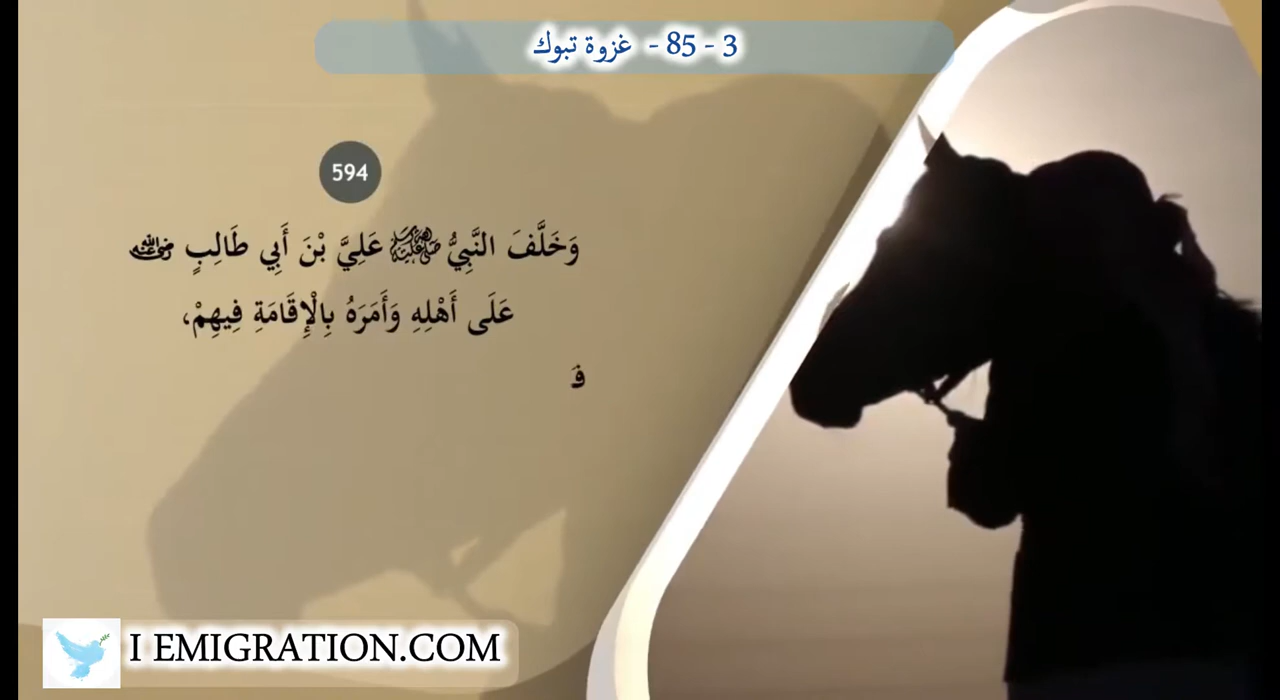 3 - 85 - غزوة تبوك
594
وَخَلَّفَ النَّبِيُّ ﷺ عَلِيَّ بْنَ أَبِي طَالِبٍ رضي الله عنه
عَلَى أَهْلِهِ وَأَمَرَهُ بِالْإِقَامَةِ فِيهِمْ،
فَ
I EMIGRATION.COM